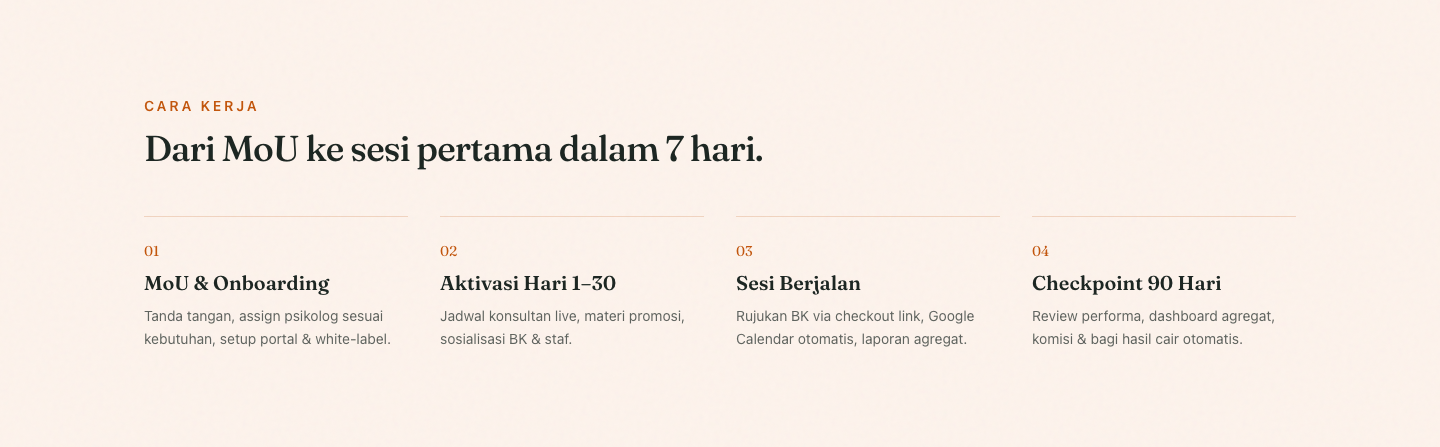 CARA KERJA
Dari MoU ke sesi pertama dalam 7 hari.
01
MoU & Onboarding
Tanda tangan, assign psikolog sesuai
kebutuhan, setup portal & white-label.
02
Aktivasi Hari 1–30
Jadwal konsultan live, materi promosi,
sosialisasi BK & staf.
03
Sesi Berjalan
Rujukan BK via checkout link, Google
Calendar otomatis, laporan agregat.
04
Checkpoint 90 Hari
Review performa, dashboard agregat,
komisi & bagi hasil cair otomatis.